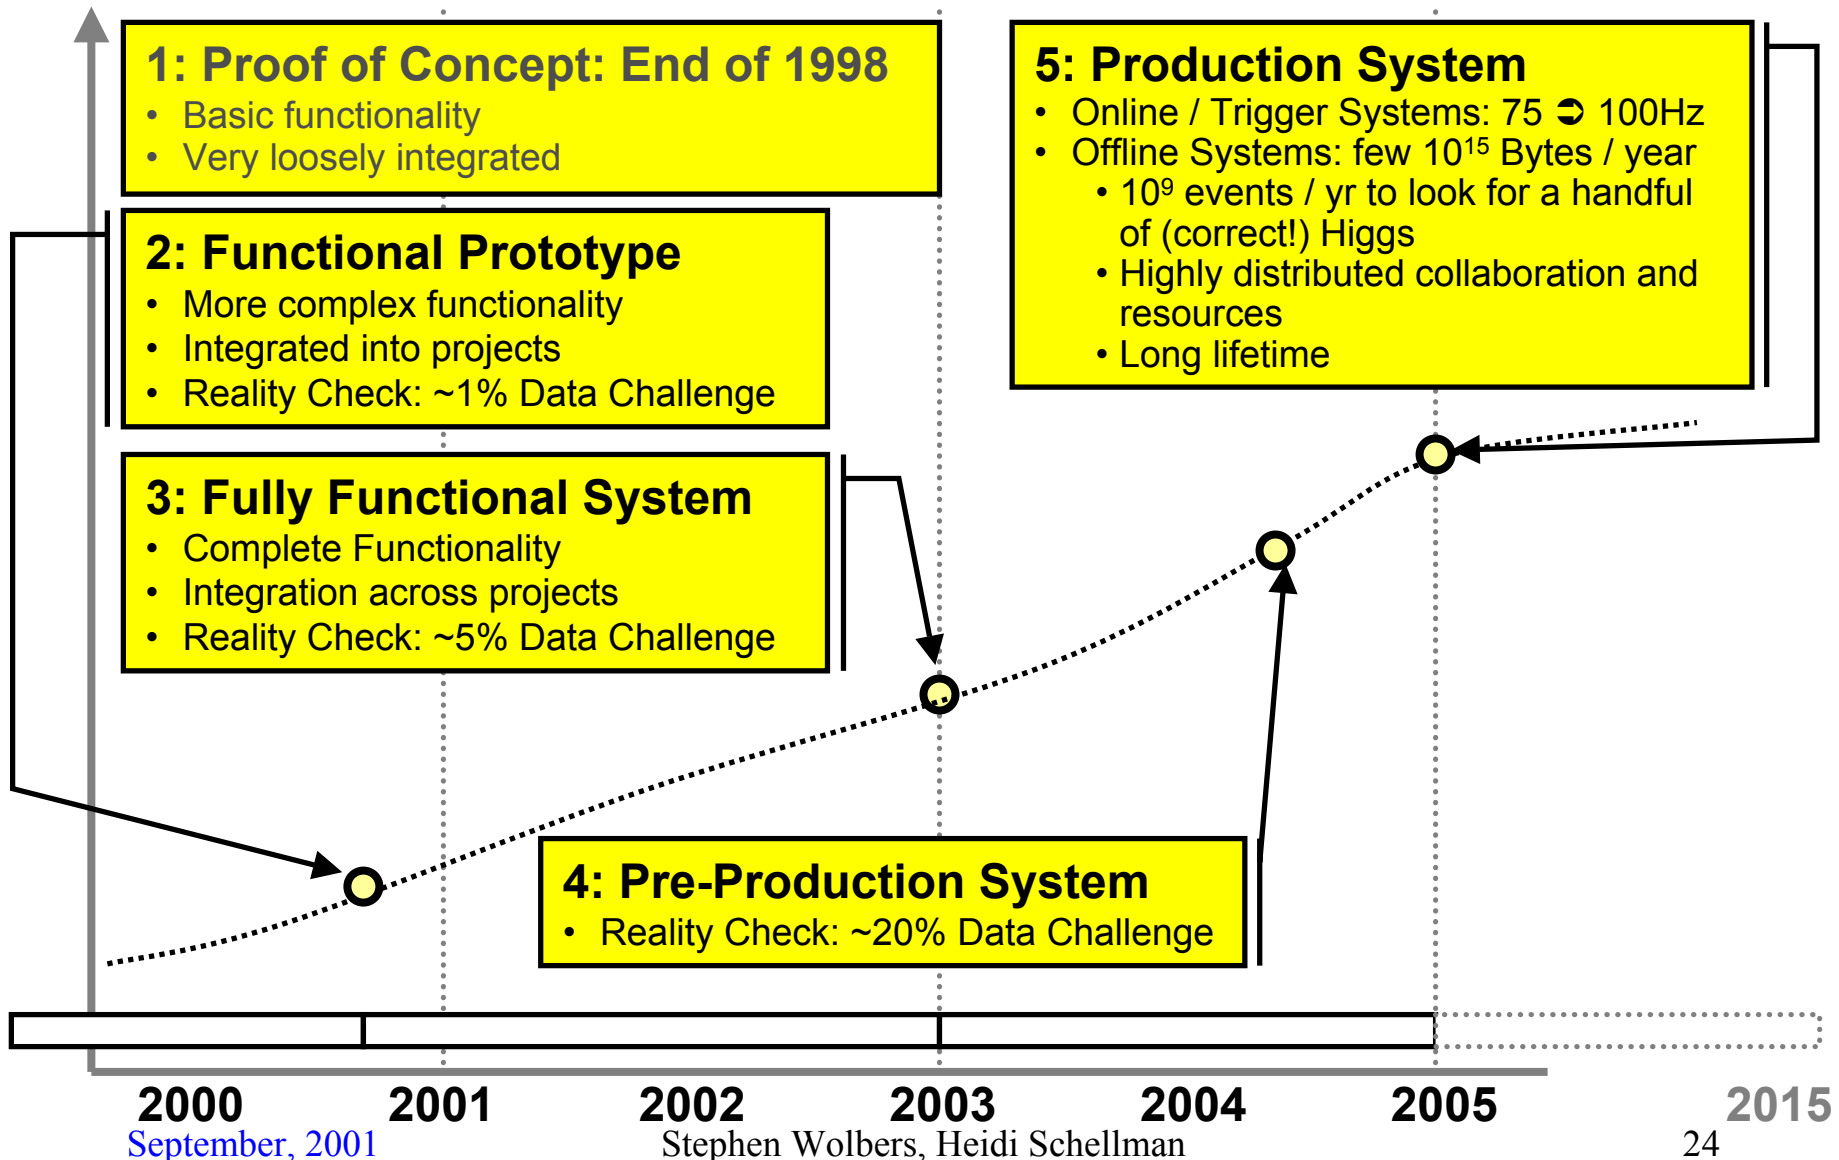 1: Proof of Concept: End of 1998
• Basic functionality
• Very loosely integrated
2: Functional Prototype
• More complex functionality
• Integrated into projects
• Reality Check: ~1% Data Challenge
3: Fully Functional System
• Complete Functionality
• Integration across projects
• Reality Check: ~5% Data Challenge
4: Pre-Production System
• Reality Check: ~20% Data Challenge
5: Production System
• Online / Trigger Systems: 75 ➲ 100Hz
• Offline Systems: few 10¹⁵ Bytes / year
• 10⁹ events / yr to look for a handful
of (correct!) Higgs
• Highly distributed collaboration and
resources
• Long lifetime
2000 2001 2002 2003 2004 2005 2015
September, 2001 Stephen Wolbers, Heidi Schellman 24